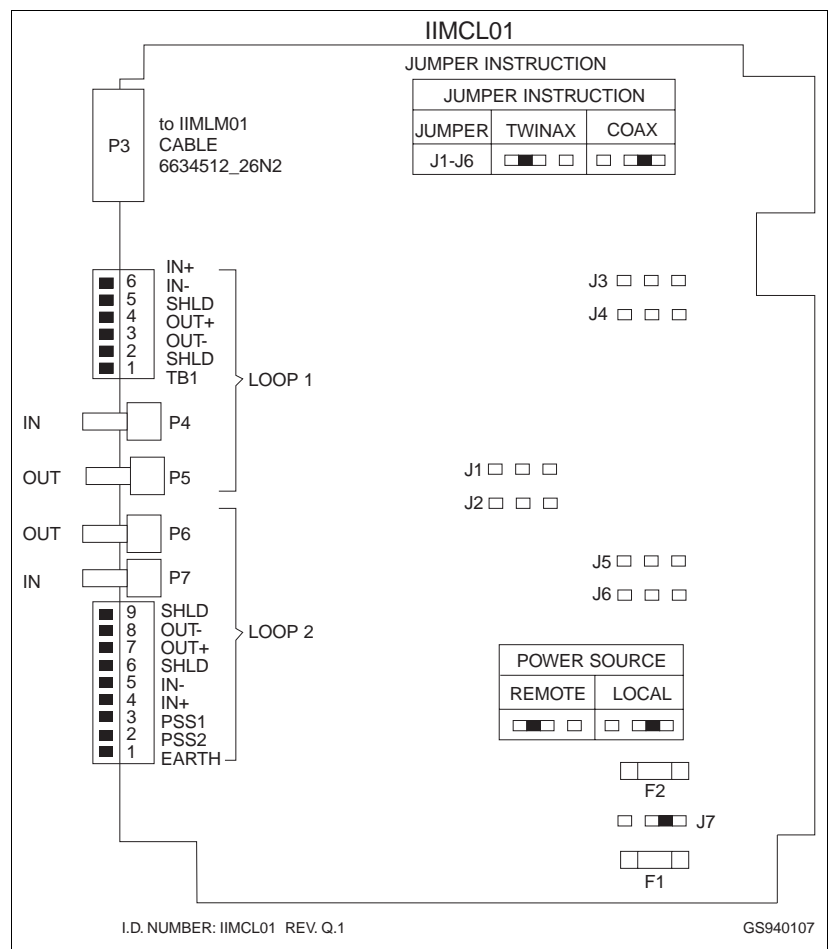 IIMCL01
JUMPER INSTRUCTION
JUMPER INSTRUCTION
JUMPER TWINAX COAX
J1-J6
P3
to IIMLM01
CABLE
6634512_26N2
IN+
6 IN-
5 SHLD
4 OUT+
3 OUT-
2 SHLD
1 TB1
LOOP 1
J3
J4
IN P4
OUT P5
J1
J2
OUT P6
IN P7
J5
J6
9 SHLD
8 OUT-
7 OUT+
6 SHLD
5 IN-
4 IN+
3 PSS1
2 PSS2
1 EARTH
LOOP 2
POWER SOURCE
REMOTE LOCAL
F2
J7
F1
I.D. NUMBER: IIMCL01 REV. Q.1
GS940107